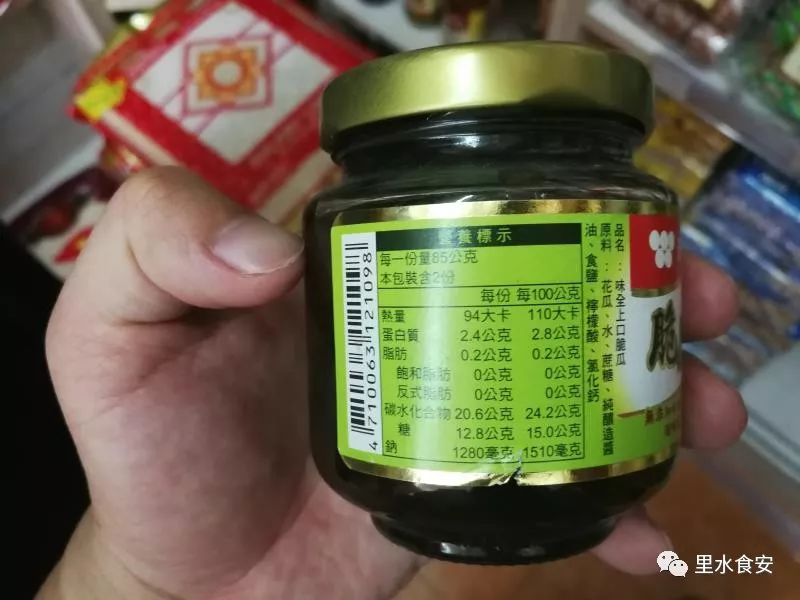 營養標示
每一份量85公克
本包裝含2份
每份 每100公克
熱量 94大卡 110大卡
蛋白質 2.4公克 2.8公克
脂肪 0.2公克 0.2公克
飽和脂肪 0公克 0公克
反式脂肪 0公克 0公克
碳水化合物 20.6公克 24.2公克
糖 12.8公克 15.0公克
鈉 1280毫克 1510毫克
4710063121098
品名：味全上口脆瓜
原料：花瓜、水、蔗糖、純釀造醬
油、食鹽、檸檬酸、氯化鈣
脆
無添加
里水食安